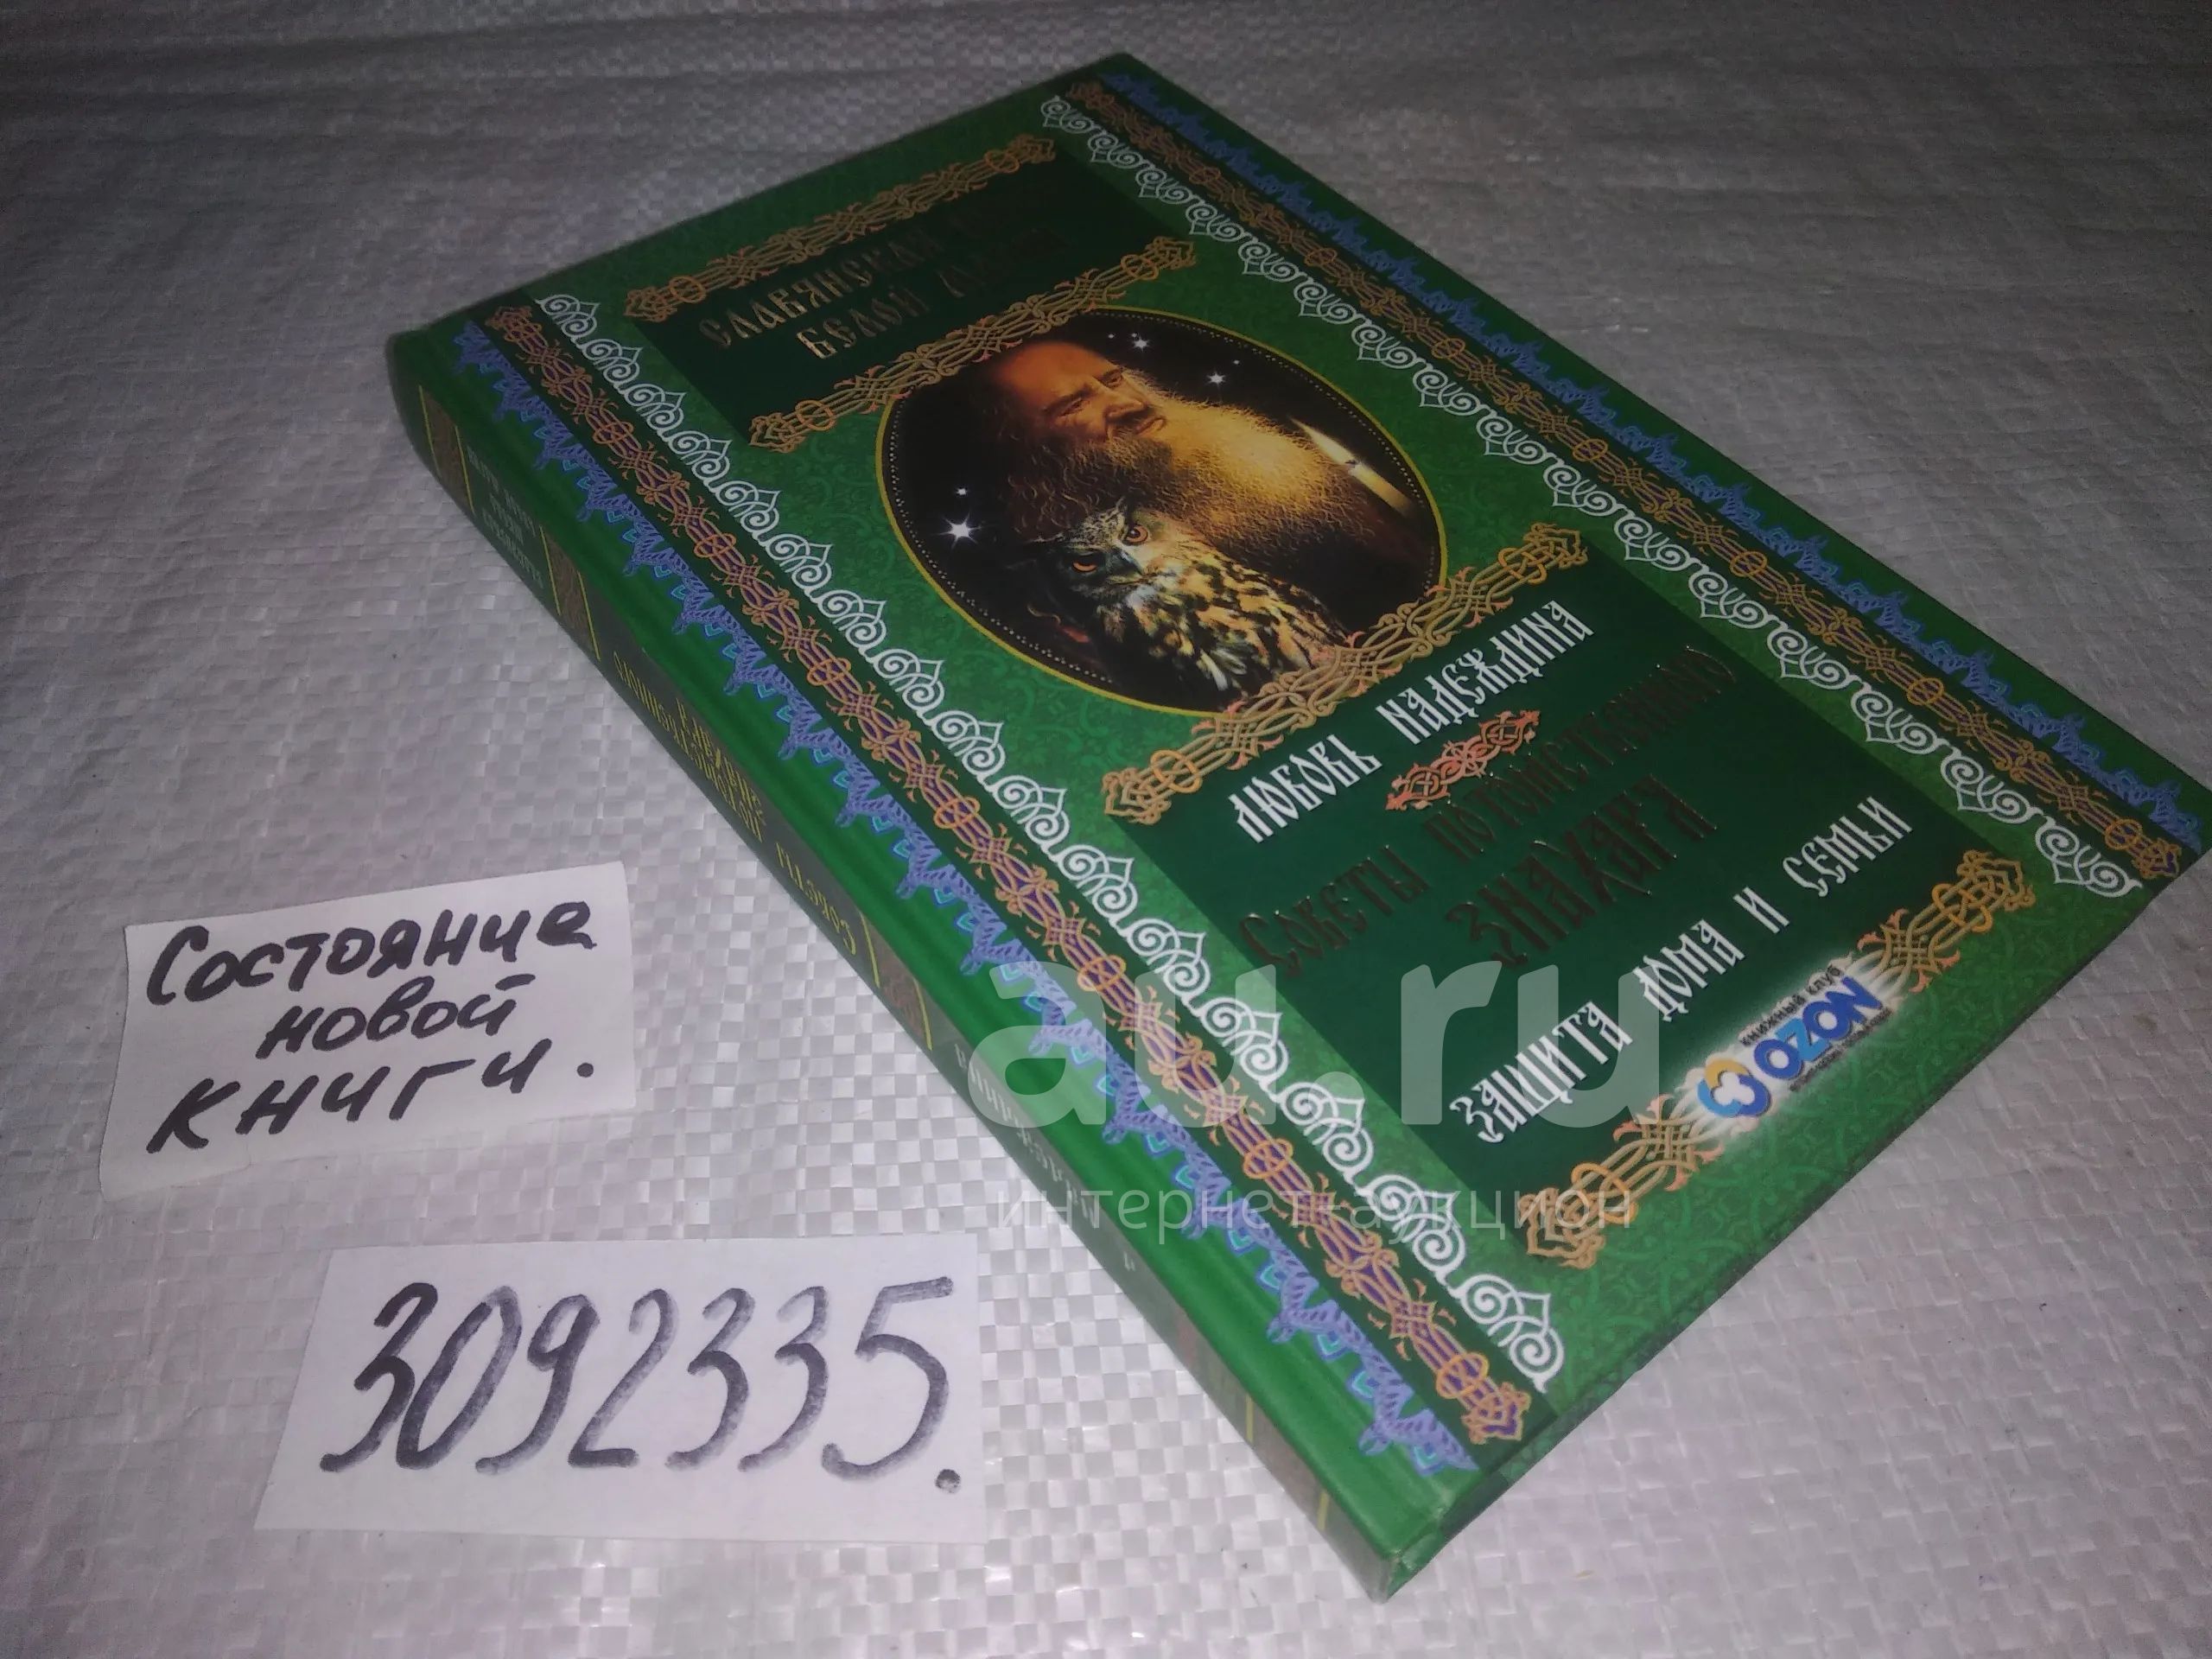 СЛАВЯНСКАЯ
БЕЛОЙ
ЛЮБОВЬ НАДЕЖДИНА
СОВЕТЫ ПОТОМСТВЕННОГО
ЗНАХАРЯ
ЗАЩИТА ДОМА И СЕМЬИ
КНИЖНЫЙ КЛУБ
OZON
Состояние
новой
книги.
3092335.
au.ru
интернет-аукцион